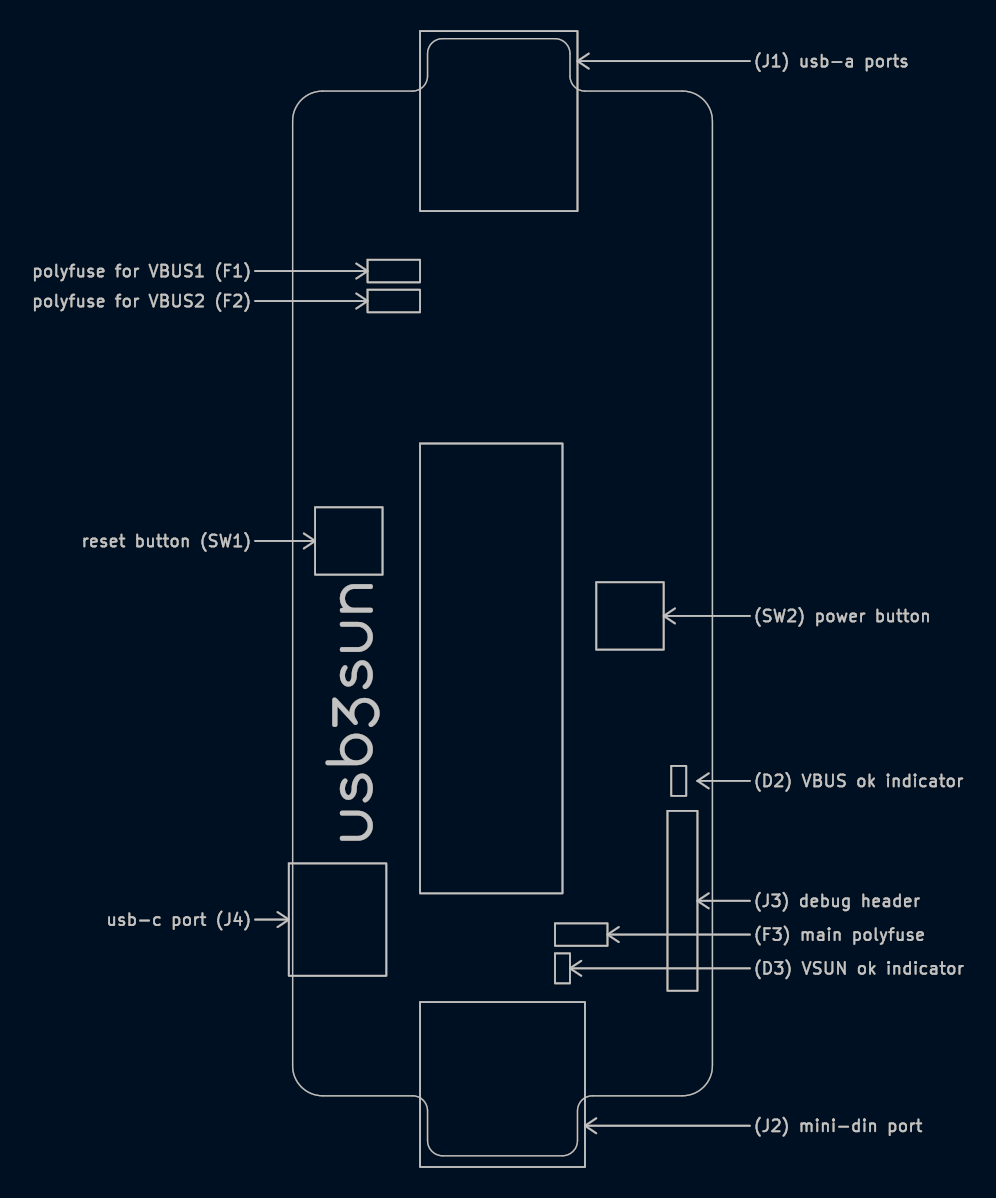 (J1) usb-a ports
polyfuse for VBUS1 (F1)
polyfuse for VBUS2 (F2)
reset button (SW1)
(SW2) power button
usb3sun
(D2) VBUS ok indicator
(J3) debug header
usb-c port (J4)
(F3) main polyfuse
(D3) VSUN ok indicator
(J2) mini-din port